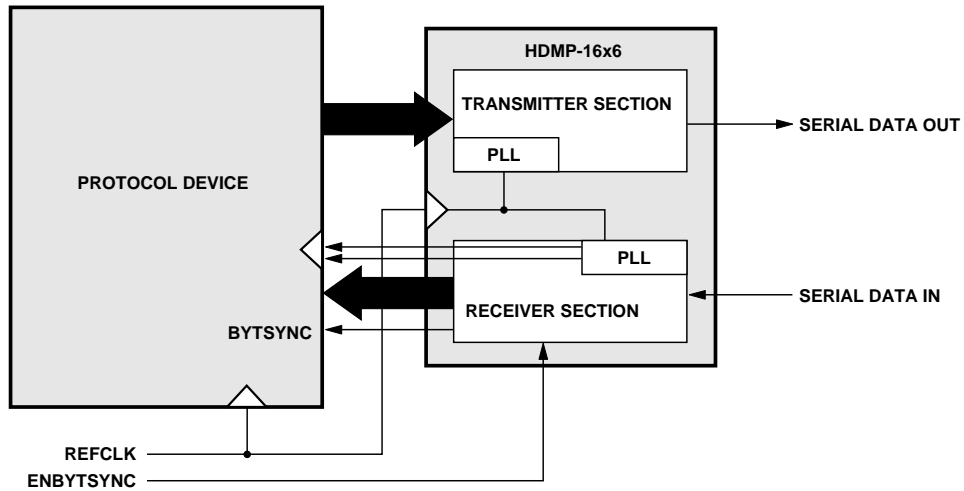 HDMP-16x6
TRANSMITTER SECTION
SERIAL DATA OUT
PLL
PROTOCOL DEVICE
PLL
SERIAL DATA IN
RECEIVER SECTION
BYTSYNC
REFCLK
ENBYTSYNC